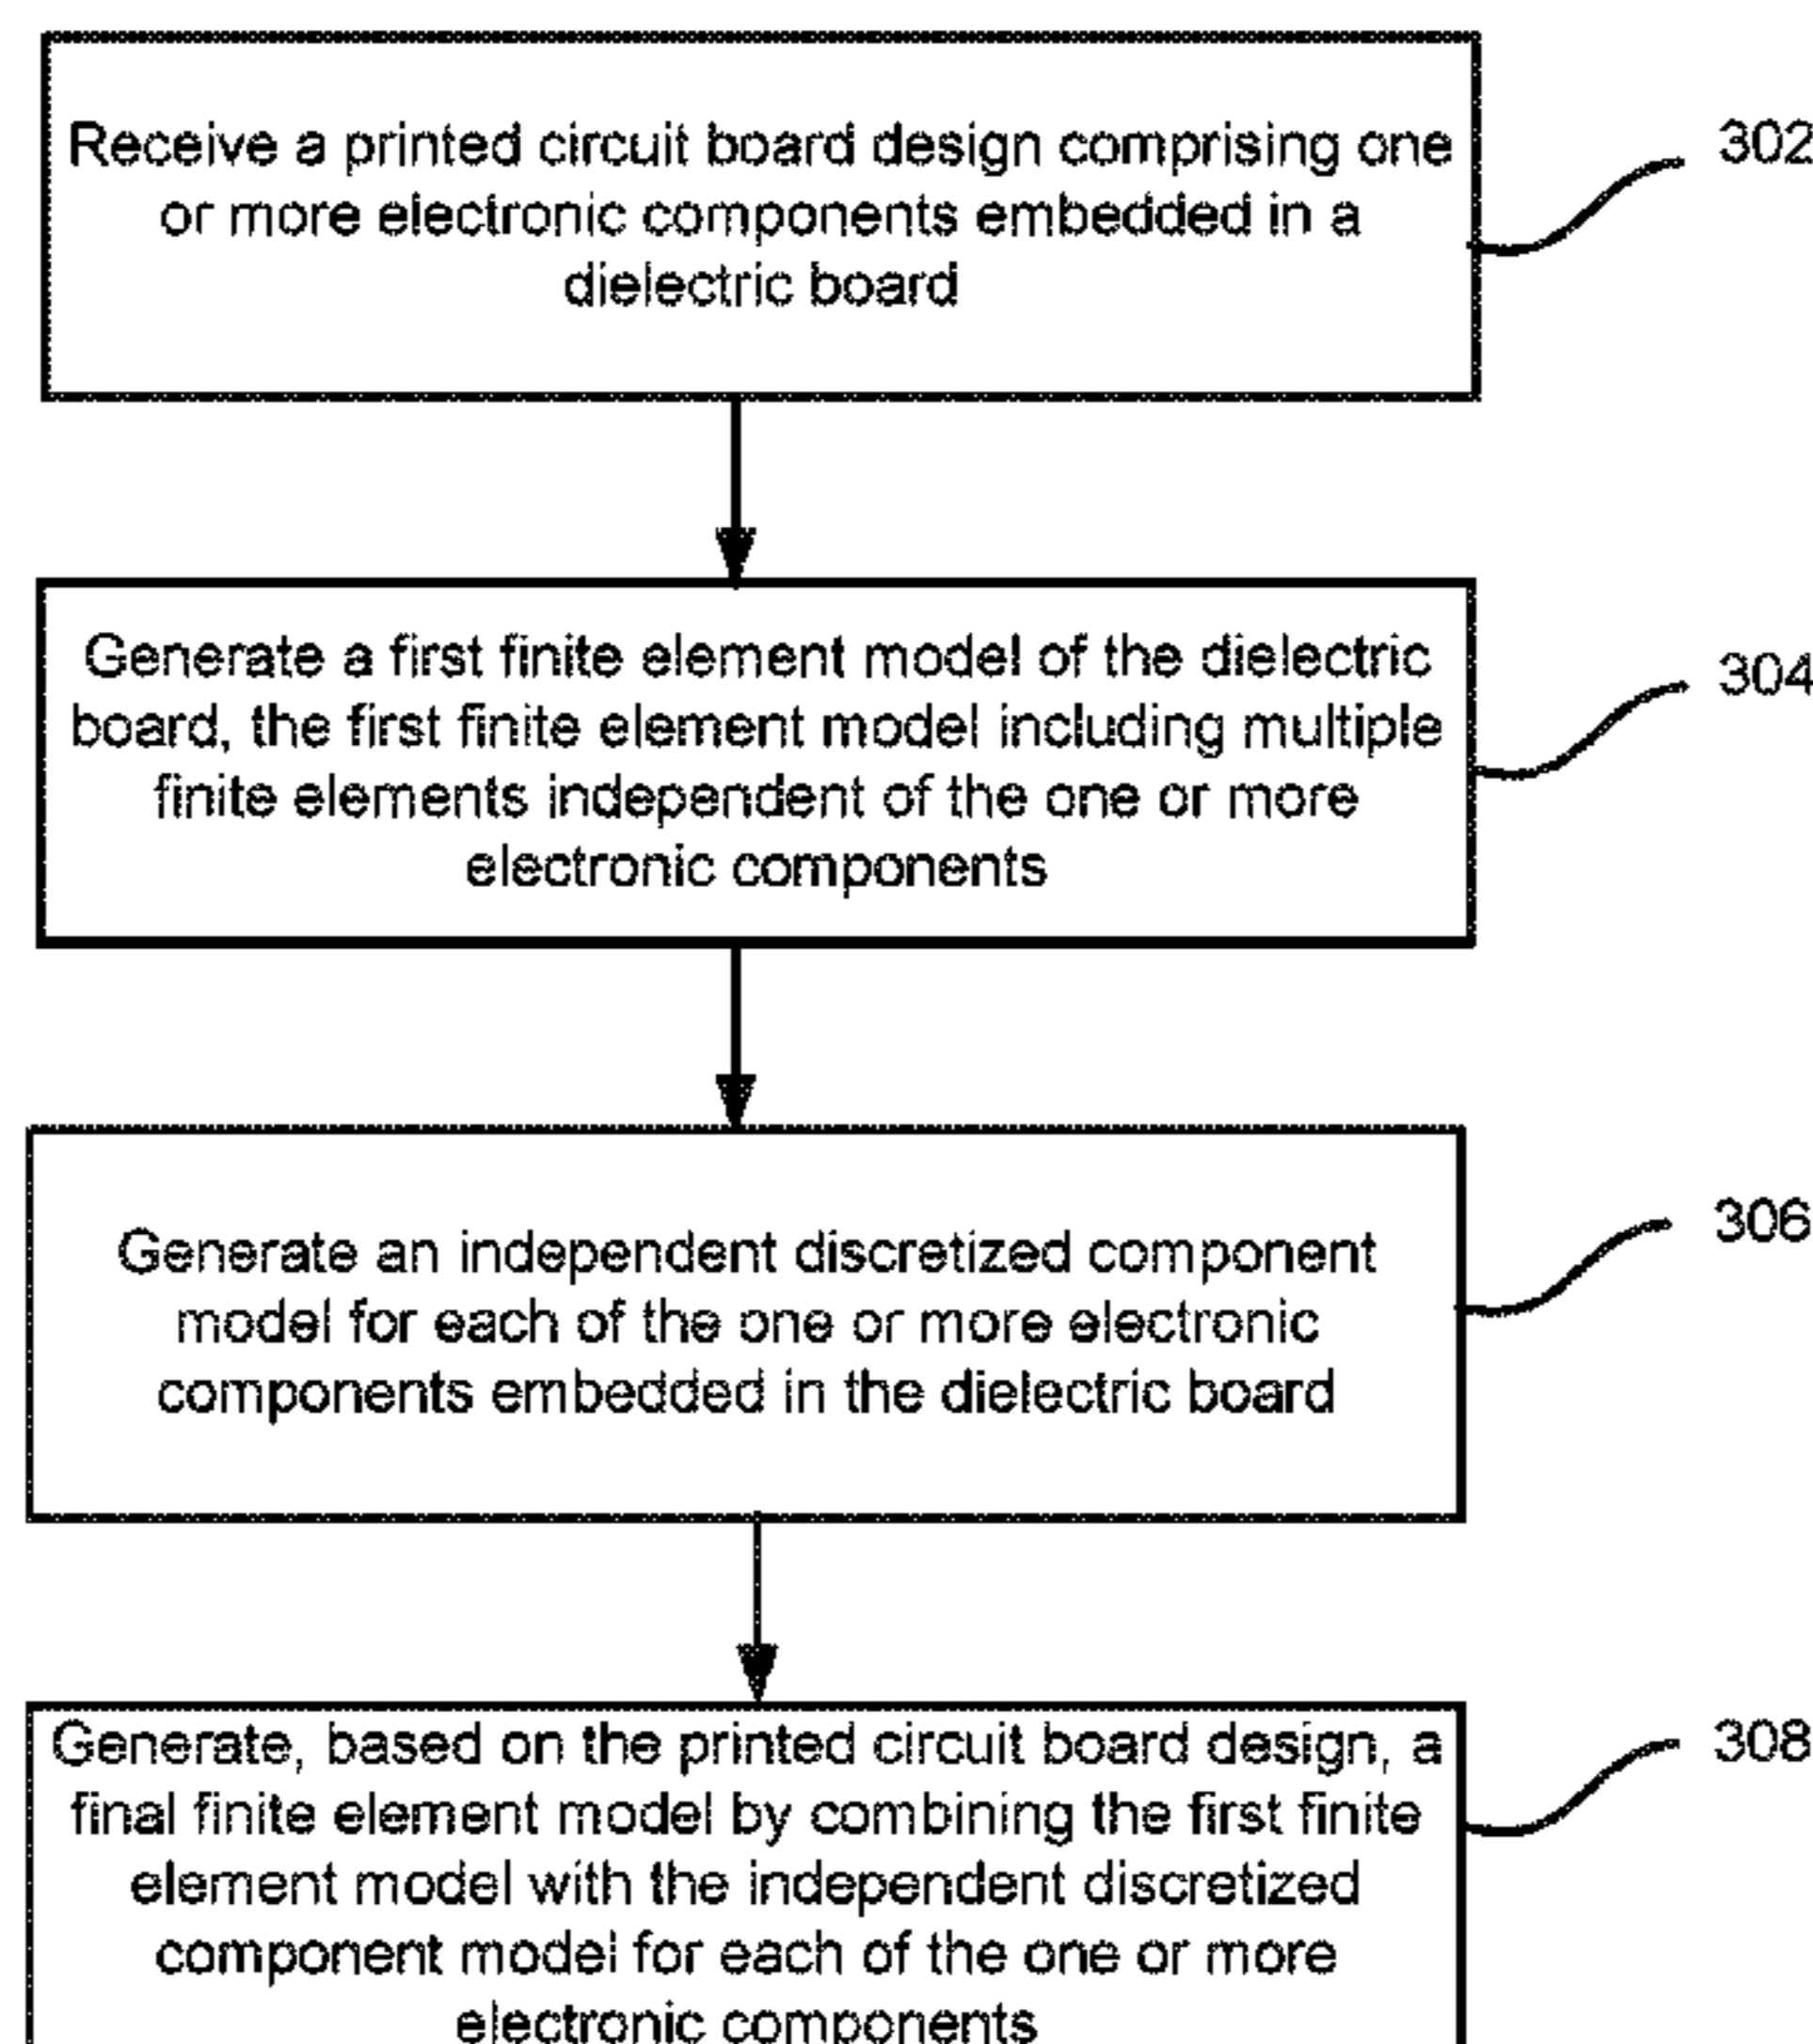 Receive a printed circuit board design comprising one
or more electronic components embedded in a
dielectric board
302
Generate a first finite element model of the dielectric
board, the first finite element model including multiple
finite elements independent of the one or more
electronic components
304
Generate an independent discretized component
model for each of the one or more electronic
components embedded in the dielectric board
306
Generate, based on the printed circuit board design, a
final finite element model by combining the first finite
element model with the independent discretized
component model for each of the one or more
electronic components
308